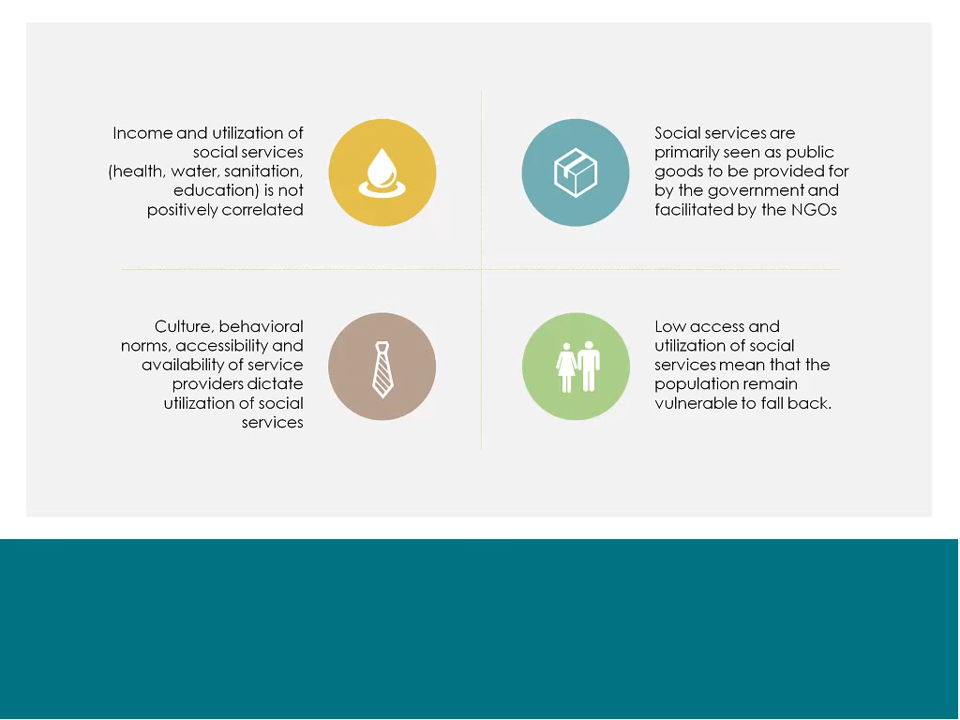 Income and utilization of
social services
(health, water, sanitation,
education) is not
positively correlated
Social services are
primarily seen as public
goods to be provided for
by the government and
facilitated by the NGOs
Culture, behavioral
norms, accessibility and
availability of service
providers dictate
utilization of social
services
Low access and
utilization of social
services mean that the
population remain
vulnerable to fall back.